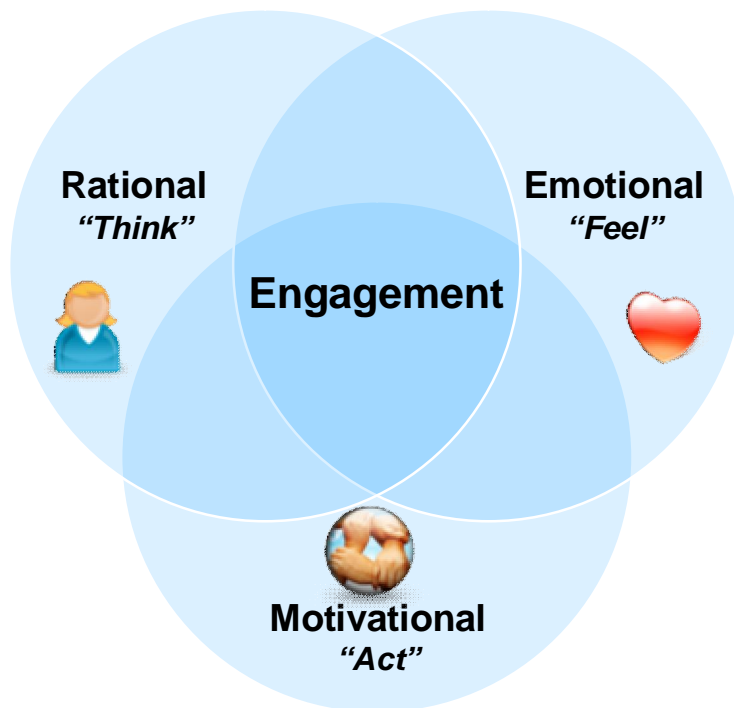 Rational
“Think”
Emotional
“Feel”
Engagement
Motivational
“Act”